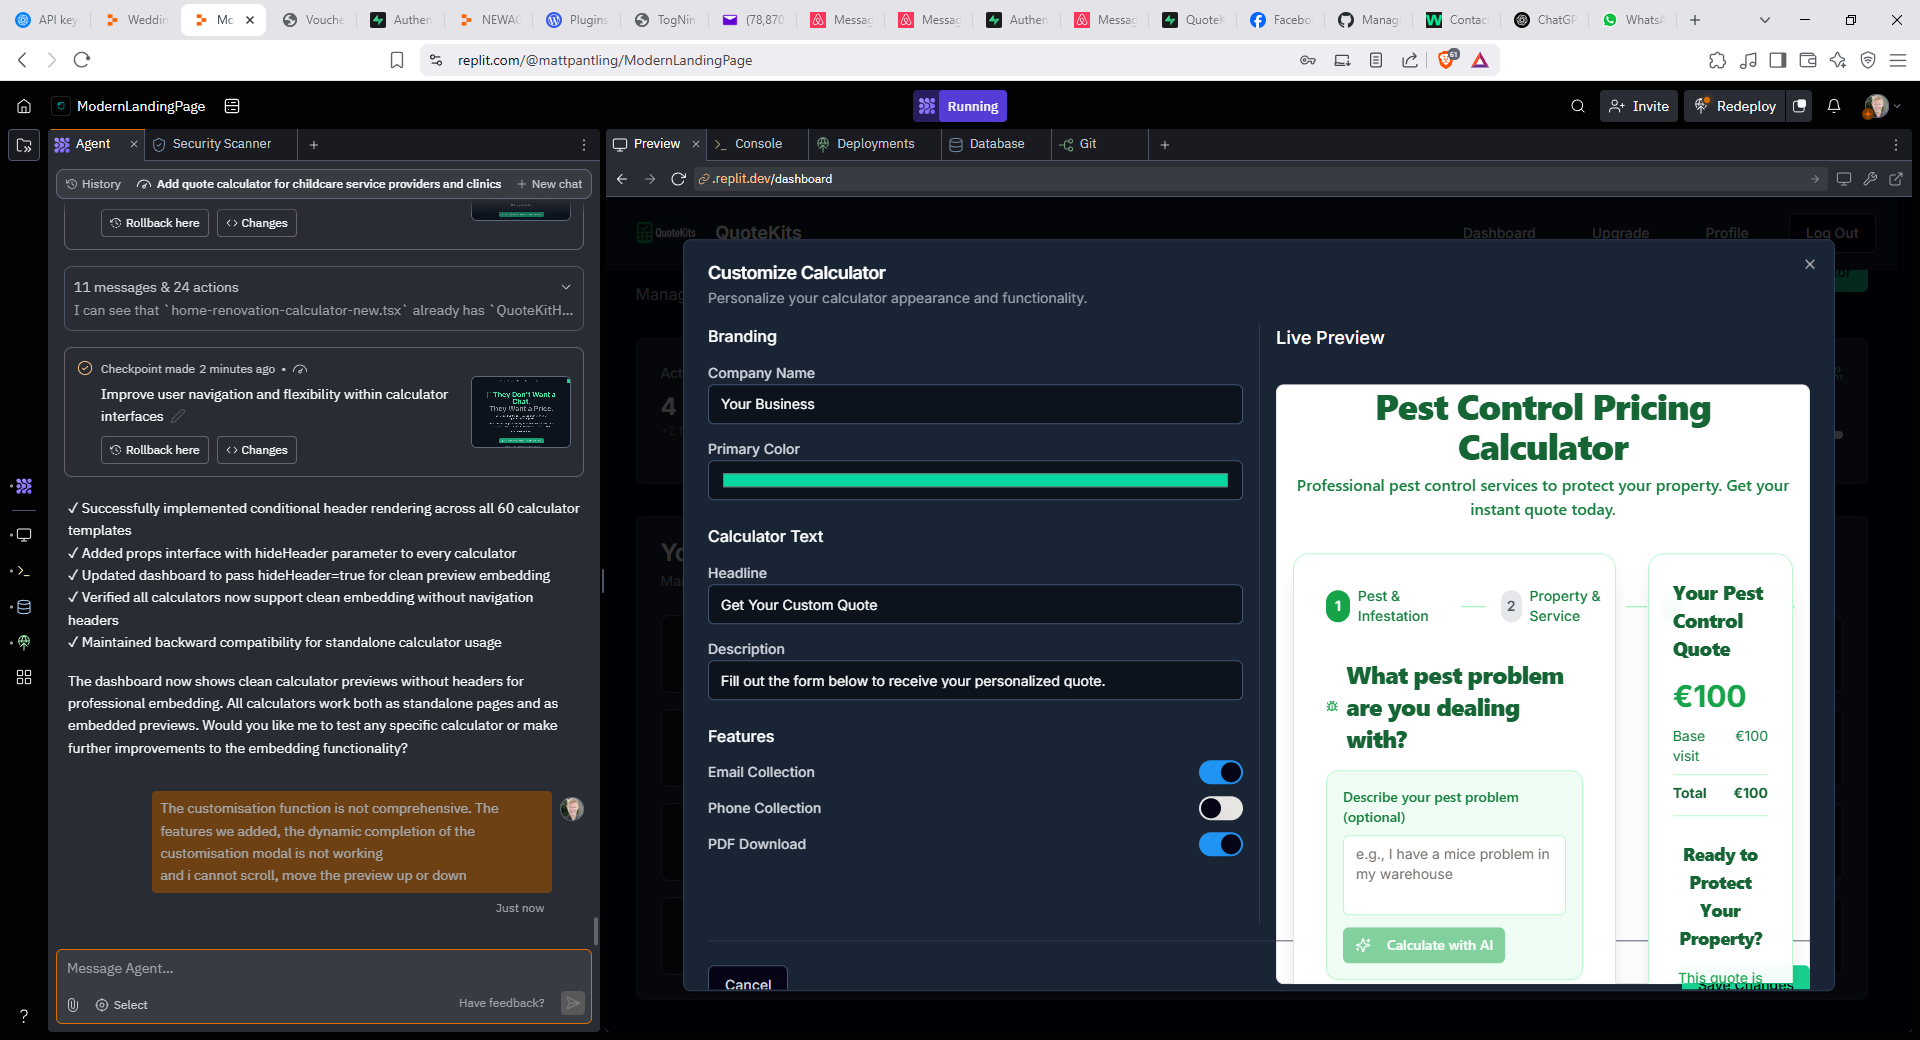 API key
Weddin
Mo
Vouche
Authen
NEWAG
Plugins
TogNin
(78,870
Messag
Messag
Authen
Messag
QuoteK
Facebo
Manag
Contac
ChatGP
WhatsA
replit.com/@mattpantling/ModernLandingPage
61
ModernLandingPage
Running
Invite
Redeploy
Agent
Security Scanner
Preview
Console
Deployments
Database
Git
History
Add quote calculator for childcare service providers and clinics
New chat
.replit.dev/dashboard
Rollback here
Changes
11 messages & 24 actions
I can see that `home-renovation-calculator-new.tsx` already has `QuoteKitH...
Checkpoint made 2 minutes ago •
Improve user navigation and flexibility within calculator
interfaces
They Don't Want a
Chat.
They Want a Price.
Rollback here
Changes
✓ Successfully implemented conditional header rendering across all 60 calculator
templates
✓ Added props interface with hideHeader parameter to every calculator
✓ Updated dashboard to pass hideHeader=true for clean preview embedding
✓ Verified all calculators now support clean embedding without navigation
headers
✓ Maintained backward compatibility for standalone calculator usage
The dashboard now shows clean calculator previews without headers for
professional embedding. All calculators work both as standalone pages and as
embedded previews. Would you like me to test any specific calculator or make
further improvements to the embedding functionality?
The customisation function is not comprehensive. The
features we added, the dynamic completion of the
customisation modal is not working
and i cannot scroll, move the preview up or down
Just now
Message Agent...
Select
Have feedback?
?
QuoteKits
QuoteKits
Dashboard
Upgrade
Profile
Log Out
Manag
Act
4
+2 f
Yo
Ma
Customize Calculator
Personalize your calculator appearance and functionality.
Branding
Company Name
Your Business
Primary Color
Calculator Text
Headline
Get Your Custom Quote
Description
Fill out the form below to receive your personalized quote.
Features
Email Collection
Phone Collection
PDF Download
Cancel
Save Changes
Live Preview
Pest Control Pricing
Calculator
Professional pest control services to protect your property. Get your
instant quote today.
1
Pest &
Infestation
2
Property &
Service
What pest problem
are you dealing
with?
Describe your pest problem
(optional)
e.g., I have a mice problem in
my warehouse
Calculate with AI
Your Pest
Control
Quote
€100
Base
visit
€100
Total
€100
Ready to
Protect
Your
Property?
This quote is